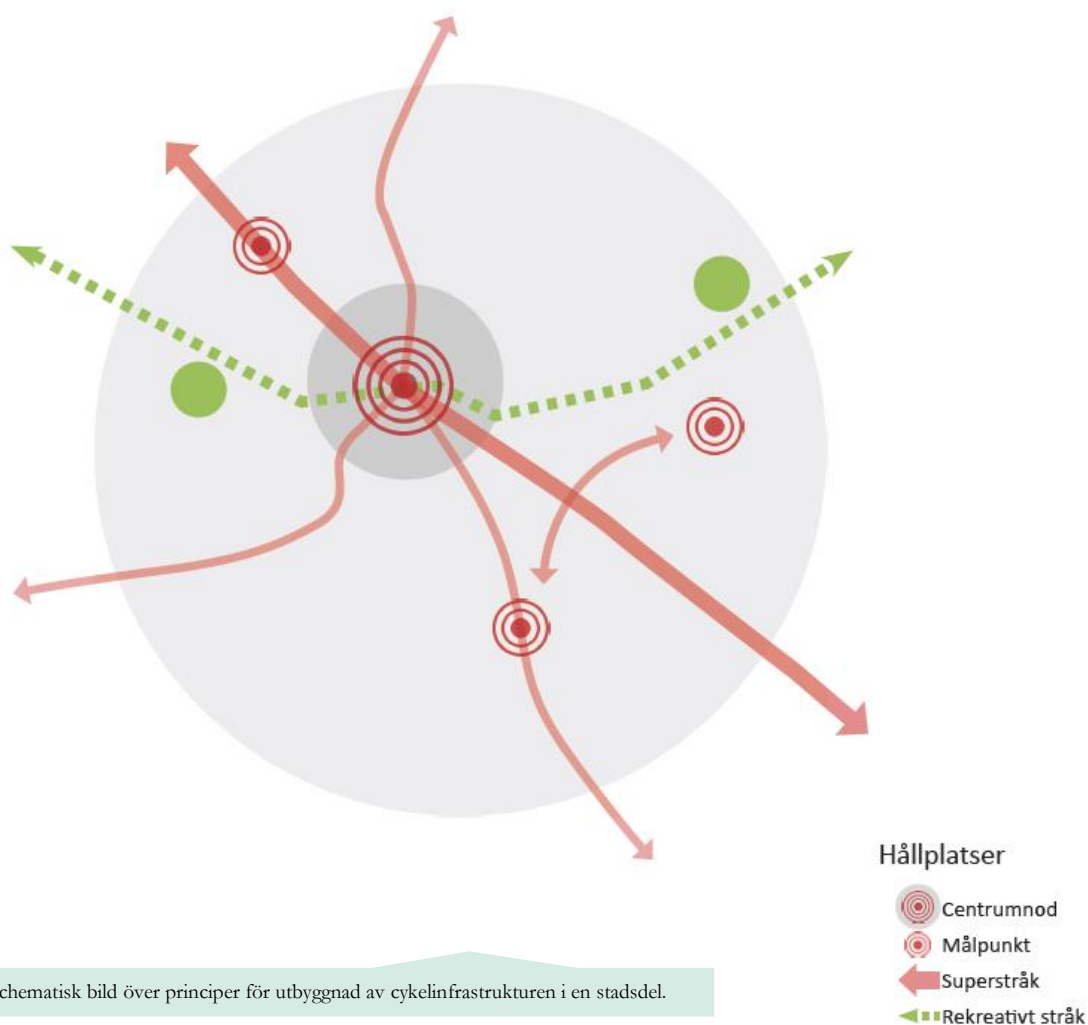 Hållplatser
Centrumnod
Målpunkt
Superstråk
Rekreativt stråk
chematisk bild över principer för utbyggnad av cykelinfrastrukturen i en stadsdel.